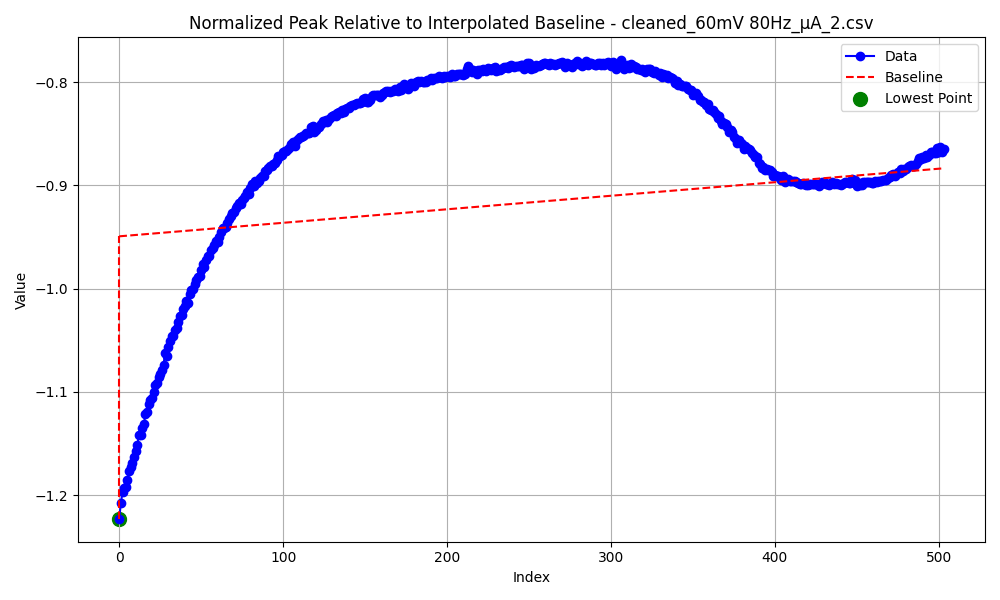 Normalized Peak Relative to Interpolated Baseline - cleaned_60mV 80Hz_µA_2.csv
Data
Baseline
Lowest Point
−0.8
−0.9
−1.0
−1.1
−1.2
Value
0 100 200 300 400 500
Index